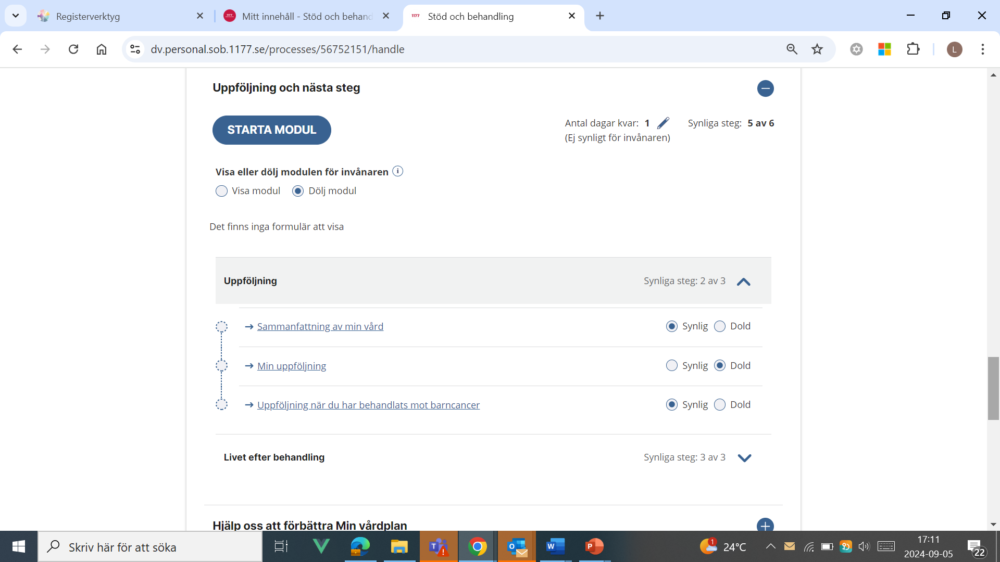 Registerverktyg
Mitt innehåll - Stöd och behand
1177
Stöd och behandling
dv.personal.sob.1177.se/processes/56752151/handle
L
Uppföljning och nästa steg
STARTA MODUL
Antal dagar kvar: 1
Synliga steg: 5 av 6
(Ej synligt för invånaren)
Visa eller dölj modulen för invånaren
Visa modul
Dölj modul
Det finns inga formulär att visa
Uppföljning
Synliga steg: 2 av 3
→ Sammanfattning av min vård
Synlig
Dold
→ Min uppföljning
Synlig
Dold
→ Uppföljning när du har behandlats mot barncancer
Synlig
Dold
Livet efter behandling
Synliga steg: 3 av 3
Hjälp oss att förbättra Min vårdplan
Skriv här för att söka
1
24°C
17:11
2024-09-05
22